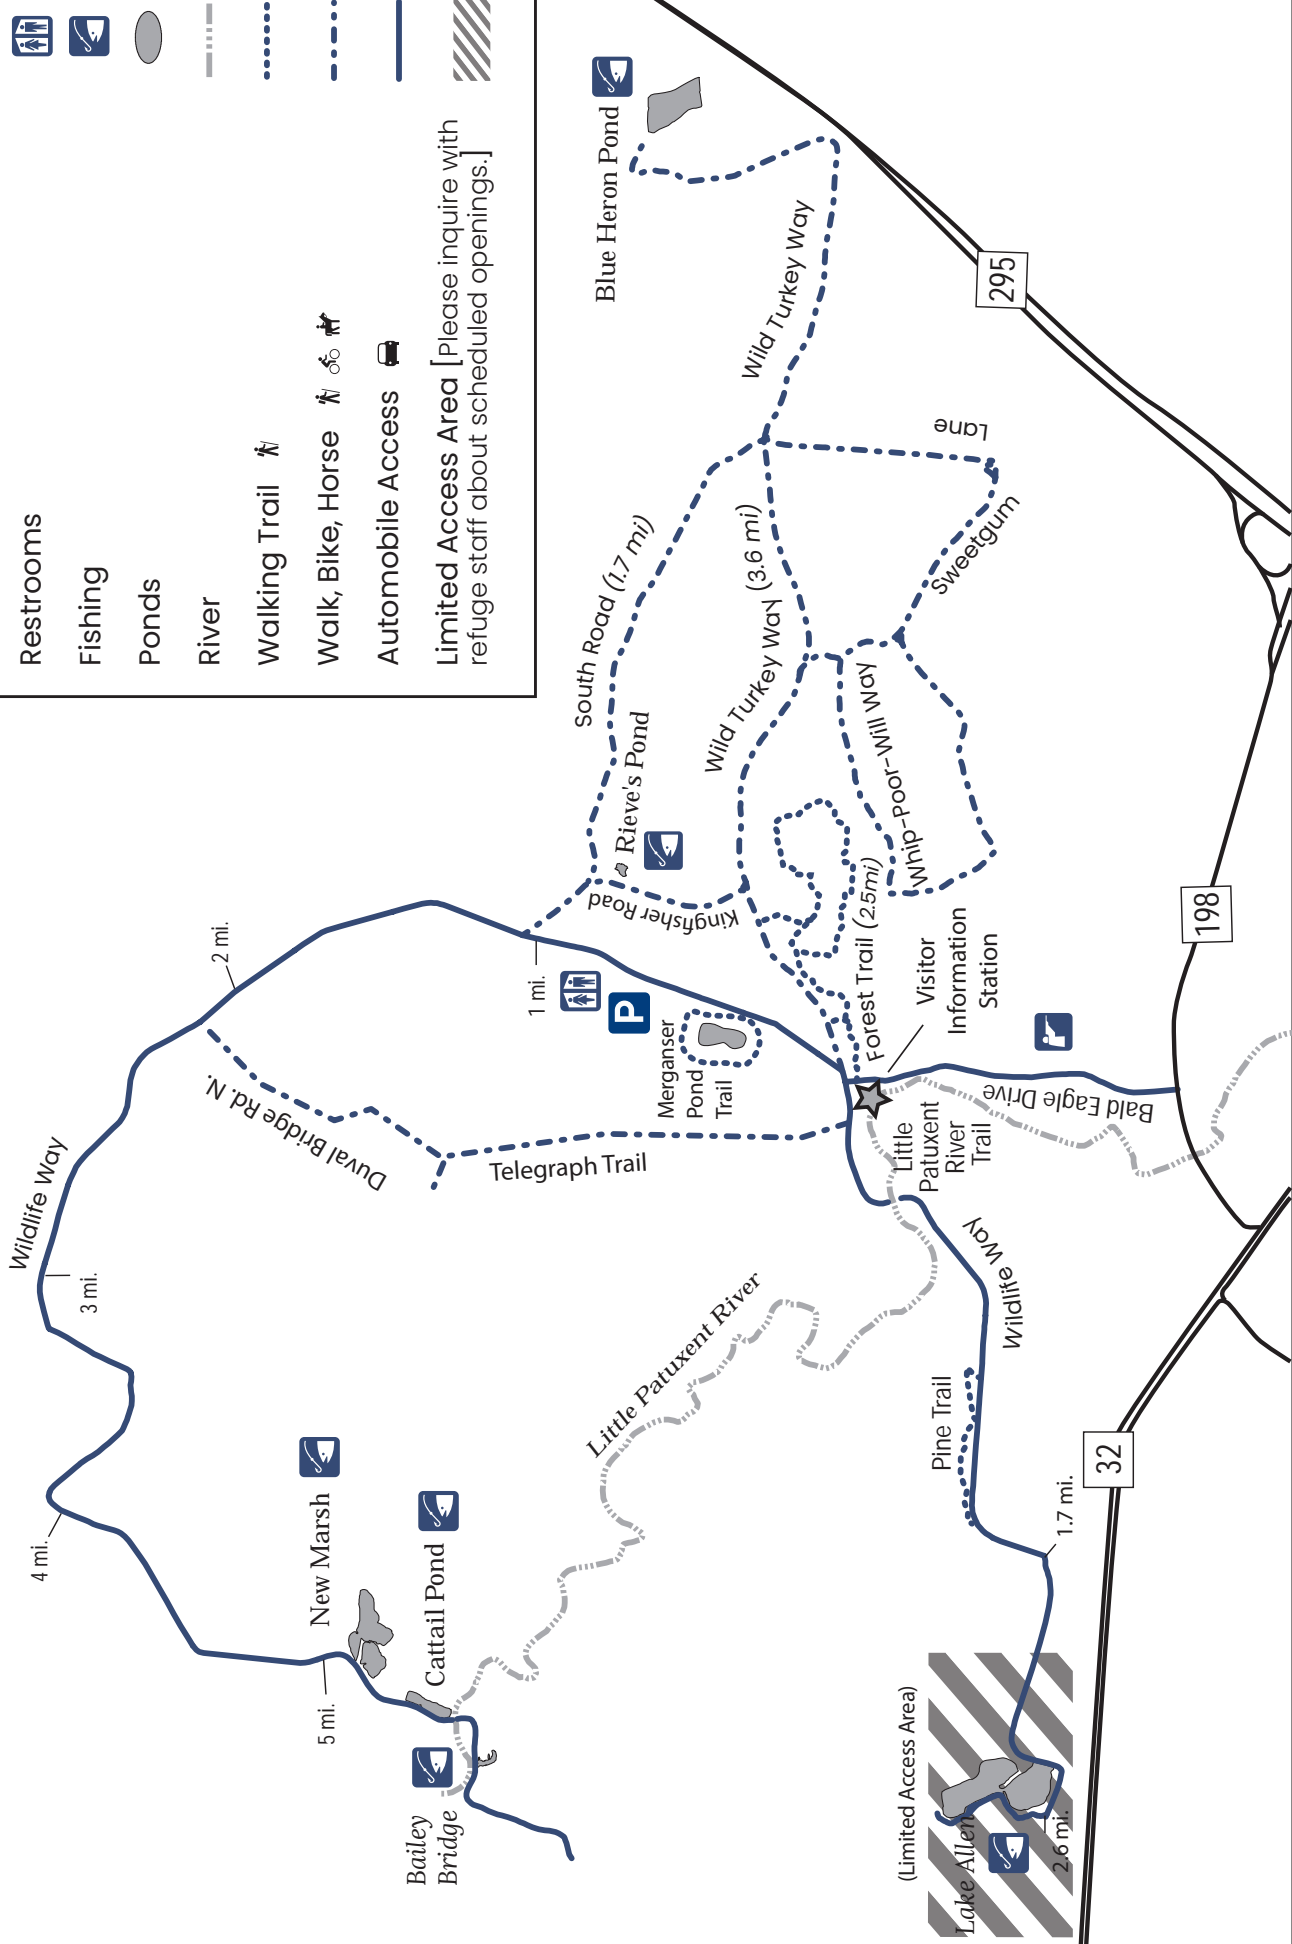 Restrooms
Fishing
Ponds
River
Walking Trail
Walk, Bike, Horse
Automobile Access
Limited Access Area [Please inquire with
refuge staff about scheduled openings.]
Blue Heron Pond
Wild Turkey Way
295
Lane
Sweetgum
South Road (1.7 mi)
Wild Turkey Way (3.6 mi)
Rieve's Pond
Kingfisher Road
Whip-Poor-Will Way
Forest Trail (2.5mi)
Visitor
Information
Station
198
Bald Eagle Drive
P
1 mi.
2 mi.
Merganser
Pond
Trail
Duval Bridge Rd. N.
Telegraph Trail
Wildlife Way
3 mi.
4 mi.
5 mi.
New Marsh
Cattail Pond
Bailey
Bridge
Little Patuxent River
Little
Patuxent
River
Trail
Wildlife Way
Pine Trail
1.7 mi.
32
(Limited Access Area)
Lake Allen
2.6 mi.